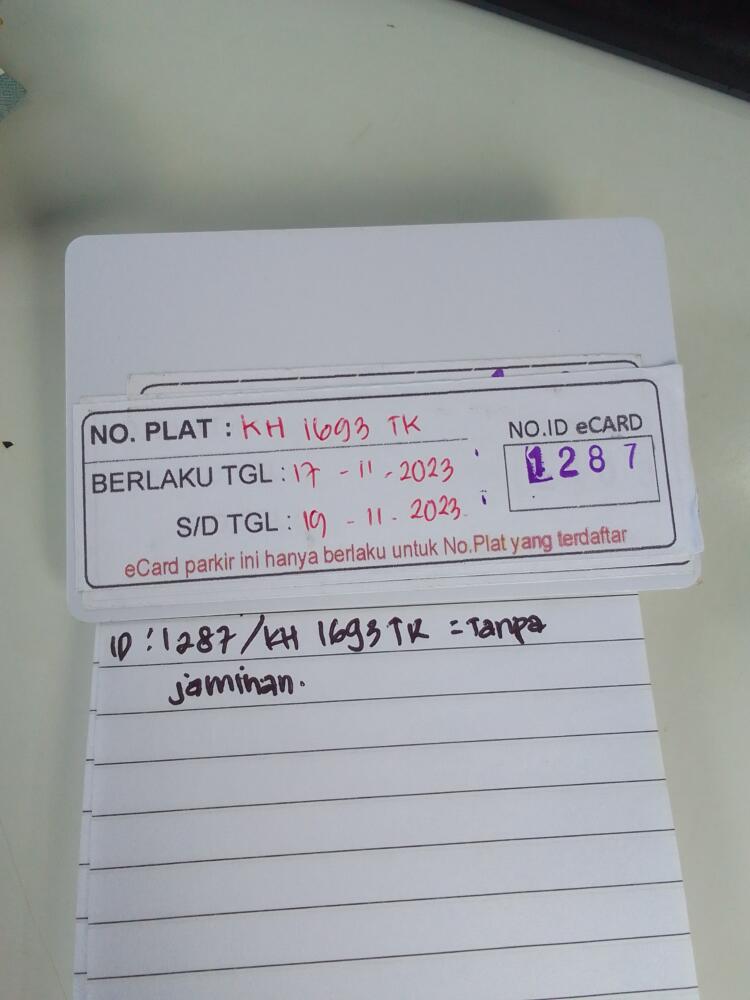 NO. PLAT : KH 1693 TK
NO.ID eCARD
BERLAKU TGL : 17 - 11 - 2023
1287
S/D TGL : 19 - 11 - 2023
eCard parkir ini hanya berlaku untuk No.Plat yang terdaftar
ID : 1287 / KH 1693 TK = Tanpa
jaminan.